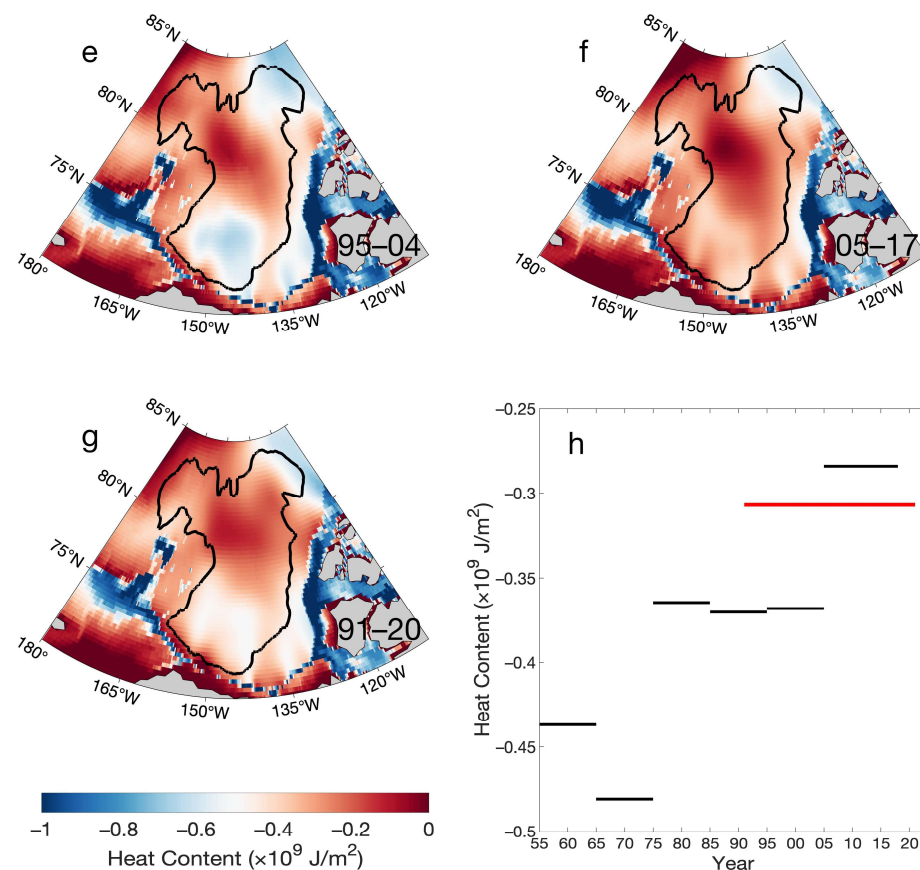 e
85°N
80°N
75°N
180°
165°W
150°W
135°W
120°W
95–04
f
85°N
80°N
75°N
180°
165°W
150°W
135°W
120°W
05–17
g
85°N
80°N
75°N
180°
165°W
150°W
135°W
120°W
91–20
−1 −0.8 −0.6 −0.4 −0.2 0
Heat Content (×10⁹ J/m²)
h
−0.25
−0.3
−0.35
−0.4
−0.45
−0.5
Heat Content (×10⁹ J/m²)
55 60 65 70 75 80 85 90 95 00 05 10 15 20
Year